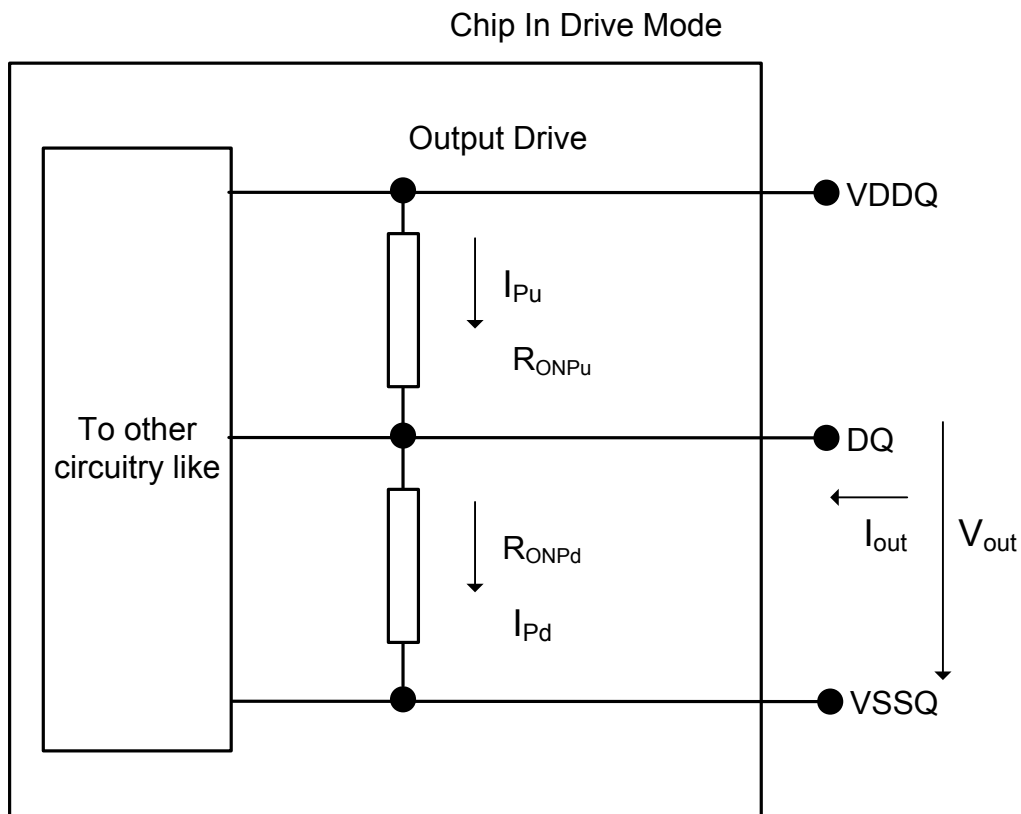 Chip In Drive Mode
Output Drive
VDDQ
IPu
RONPu
To other
circuitry like
DQ
Iout
Vout
RONPd
IPd
VSSQ